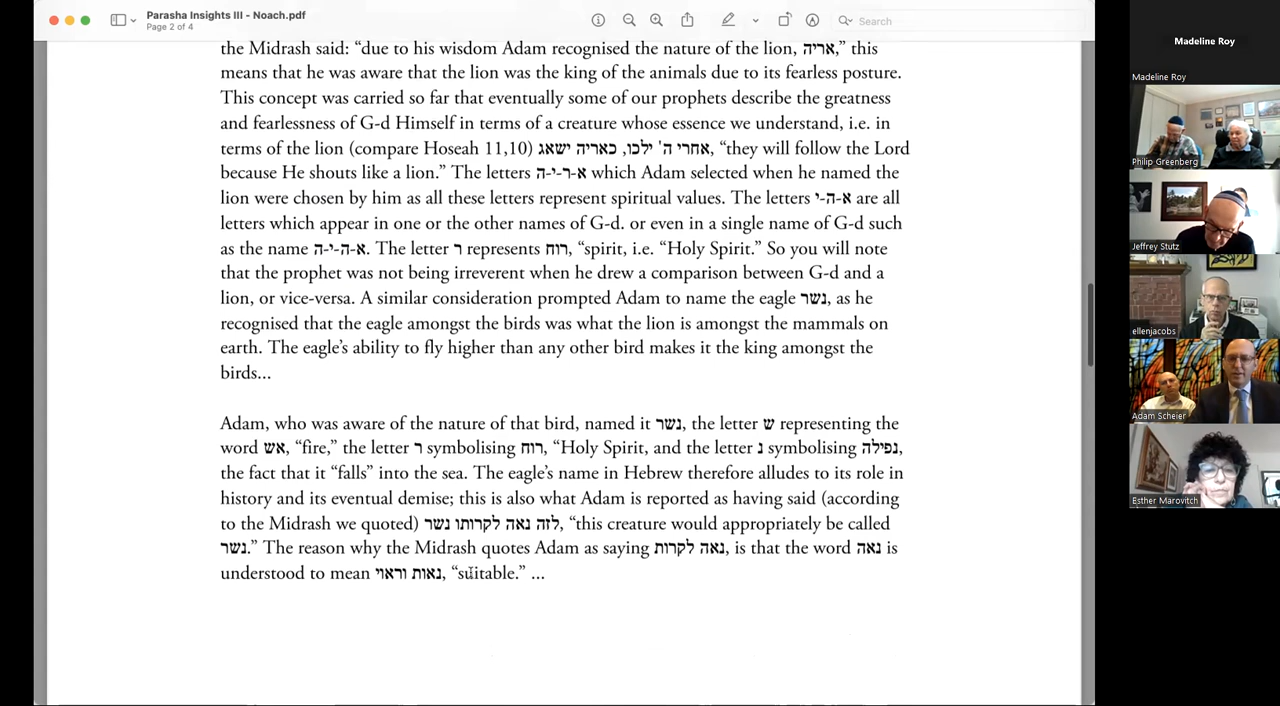 Parasha Insights III - Noach.pdf
Page 2 of 4
Search
the Midrash said: “due to his wisdom Adam recognised the nature of the lion, אריה,” this
means that he was aware that the lion was the king of the animals due to its fearless posture.
This concept was carried so far that eventually some of our prophets describe the greatness
and fearlessness of G-d Himself in terms of a creature whose essence we understand, i.e. in
terms of the lion (compare Hoseah 11,10) אחרי ה' ילכו, כאריה ישאג, “they will follow the Lord
because He shouts like a lion.” The letters א-ר-י-ה which Adam selected when he named the
lion were chosen by him as all these letters represent spiritual values. The letters א-ה-י are all
letters which appear in one or the other names of G-d. or even in a single name of G-d such
as the name א-ה-י-ה. The letter ר represents רוח, “spirit, i.e. “Holy Spirit.” So you will note
that the prophet was not being irreverent when he drew a comparison between G-d and a
lion, or vice-versa. A similar consideration prompted Adam to name the eagle נשר, as he
recognised that the eagle amongst the birds was what the lion is amongst the mammals on
earth. The eagle’s ability to fly higher than any other bird makes it the king amongst the
birds...
Adam, who was aware of the nature of that bird, named it נשר, the letter ש representing the
word אש, “fire,” the letter ר symbolising רוח, “Holy Spirit, and the letter נ symbolising נפילה,
the fact that it “falls” into the sea. The eagle’s name in Hebrew therefore alludes to its role in
history and its eventual demise; this is also what Adam is reported as having said (according
to the Midrash we quoted) לזה נאה לקרותו נשר, “this creature would appropriately be called
נשר.” The reason why the Midrash quotes Adam as saying נאה לקרות, is that the word נאה is
understood to mean נאות וראוי, “suitable.” ...
Madeline Roy
Madeline Roy
Philip Greenberg
Jeffrey Stutz
ellenjacobs
Adam Scheier
Esther Marovitch